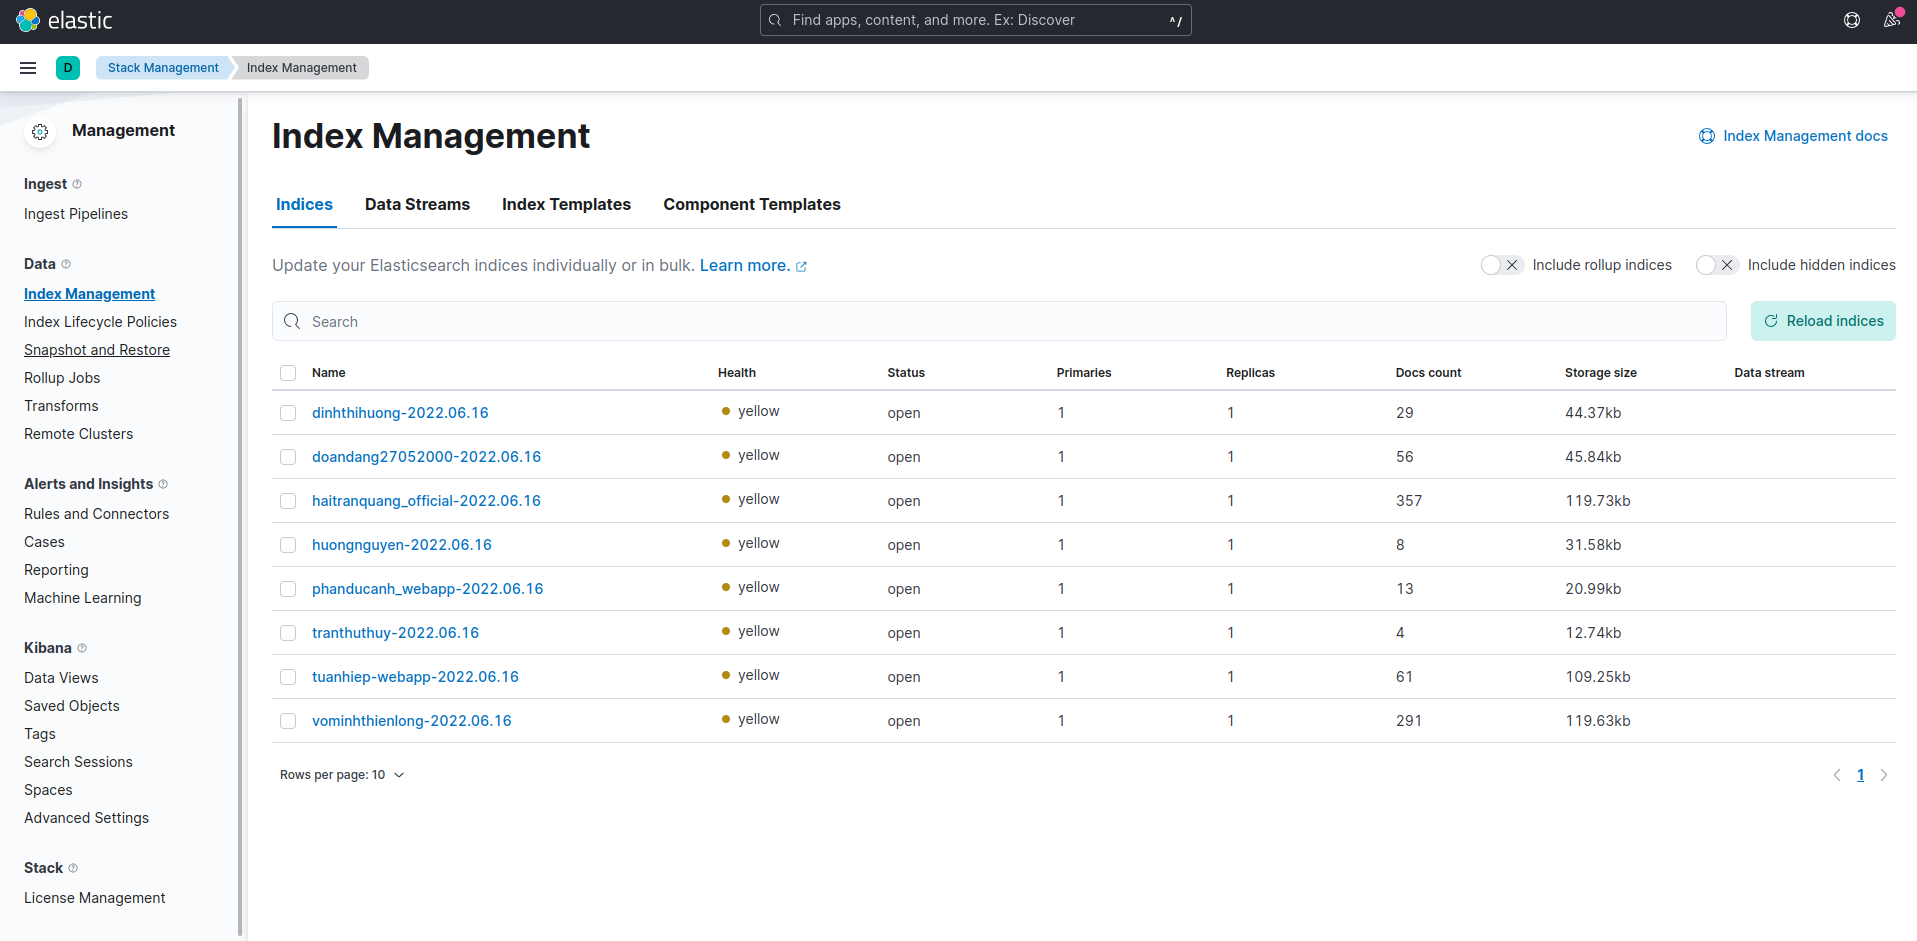 elastic
Find apps, content, and more. Ex: Discover ^/
D Stack Management Index Management
Management
Ingest
Ingest Pipelines
Data
Index Management
Index Lifecycle Policies
Snapshot and Restore
Rollup Jobs
Transforms
Remote Clusters
Alerts and Insights
Rules and Connectors
Cases
Reporting
Machine Learning
Kibana
Data Views
Saved Objects
Tags
Search Sessions
Spaces
Advanced Settings
Stack
License Management
Index Management
Index Management docs
Indices Data Streams Index Templates Component Templates
Update your Elasticsearch indices individually or in bulk. Learn more.
Include rollup indices Include hidden indices
Search
Reload indices
Name Health Status Primaries Replicas Docs count Storage size Data stream
dinhthihuong-2022.06.16 yellow open 1 1 29 44.37kb
doandang27052000-2022.06.16 yellow open 1 1 56 45.84kb
haitranquang_official-2022.06.16 yellow open 1 1 357 119.73kb
huongnguyen-2022.06.16 yellow open 1 1 8 31.58kb
phanducanh_webapp-2022.06.16 yellow open 1 1 13 20.99kb
tranthuthuy-2022.06.16 yellow open 1 1 4 12.74kb
tuanhiep-webapp-2022.06.16 yellow open 1 1 61 109.25kb
vominhthienlong-2022.06.16 yellow open 1 1 291 119.63kb
Rows per page: 10
1